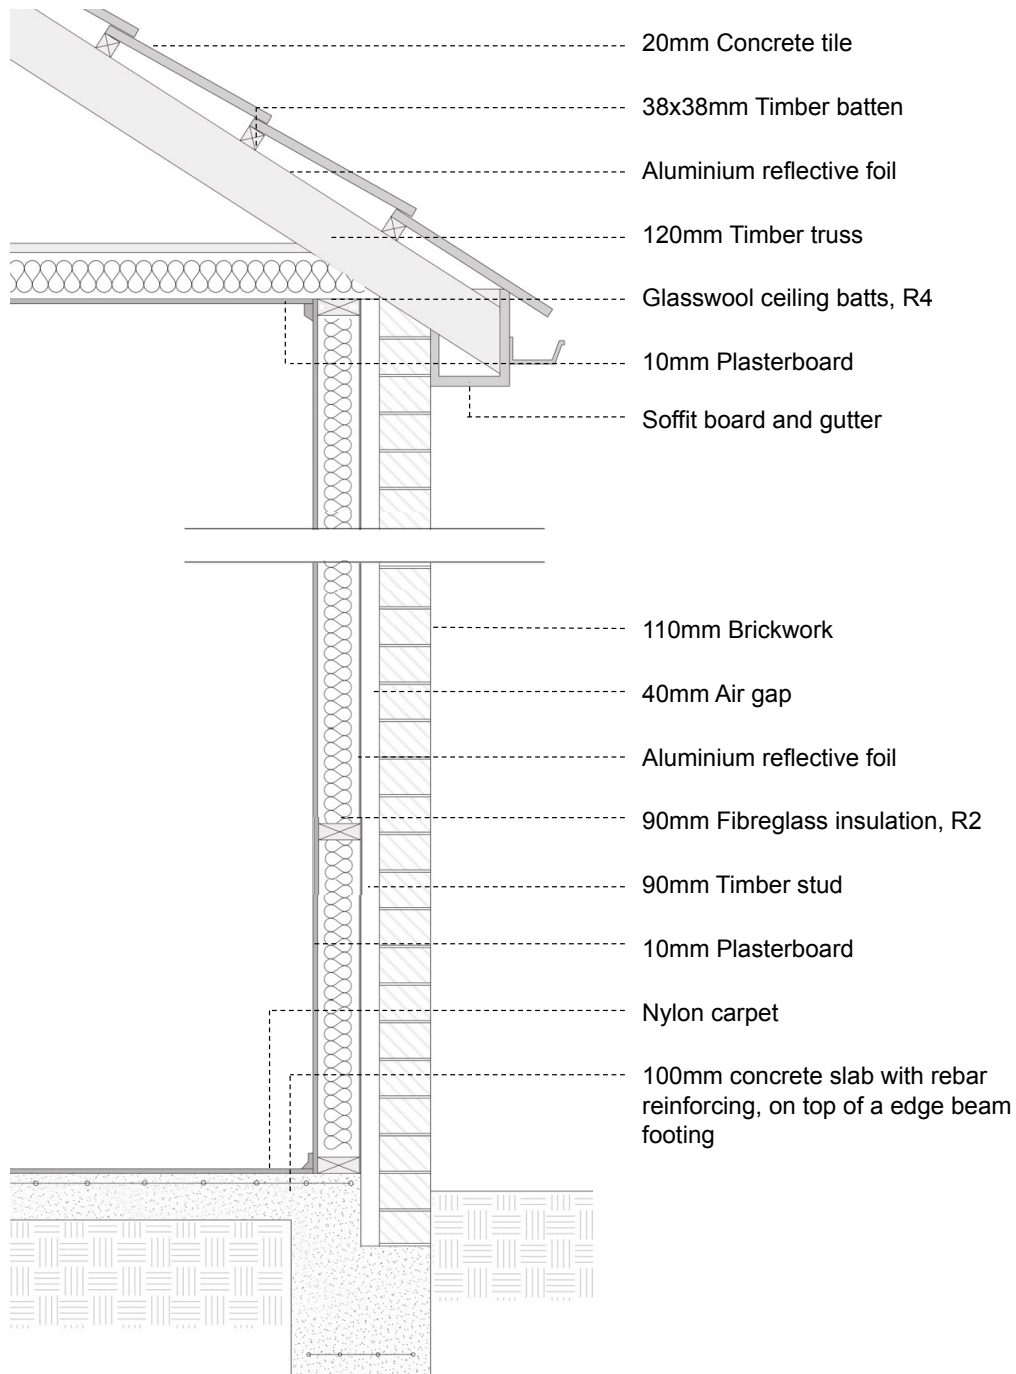 20mm Concrete tile
38x38mm Timber batten
Aluminium reflective foil
120mm Timber truss
Glasswool ceiling batts, R4
10mm Plasterboard
Soffit board and gutter
110mm Brickwork
40mm Air gap
Aluminium reflective foil
90mm Fibreglass insulation, R2
90mm Timber stud
10mm Plasterboard
Nylon carpet
100mm concrete slab with rebar
reinforcing, on top of a edge beam
footing